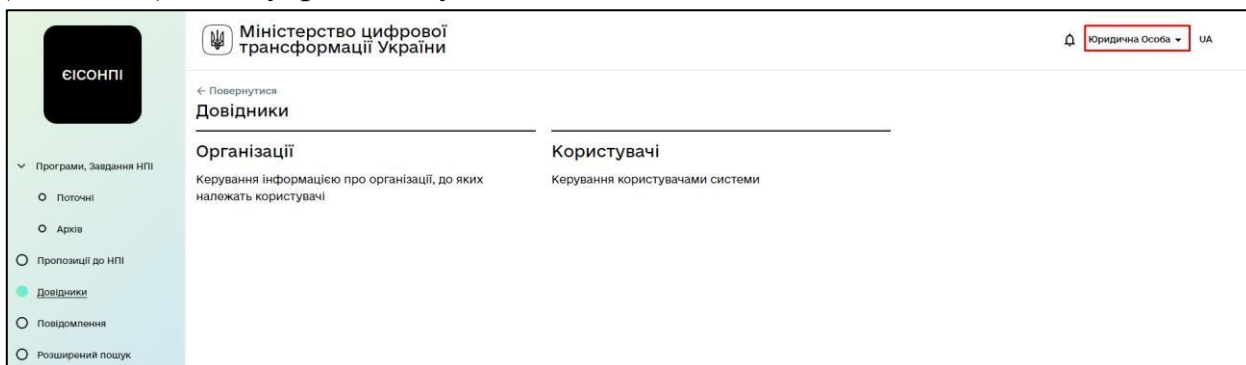 ЄІСОНПІ
Програми, Завдання НПІ
Поточні
Архів
Пропозиції до НПІ
Довідники
Повідомлення
Розширений пошук
Міністерство цифрової
трансформації України
Юридична Особа
UA
← Повернутися
Довідники
Організації
Керування інформацією про організації, до яких
належать користувачі
Користувачі
Керування користувачами системи